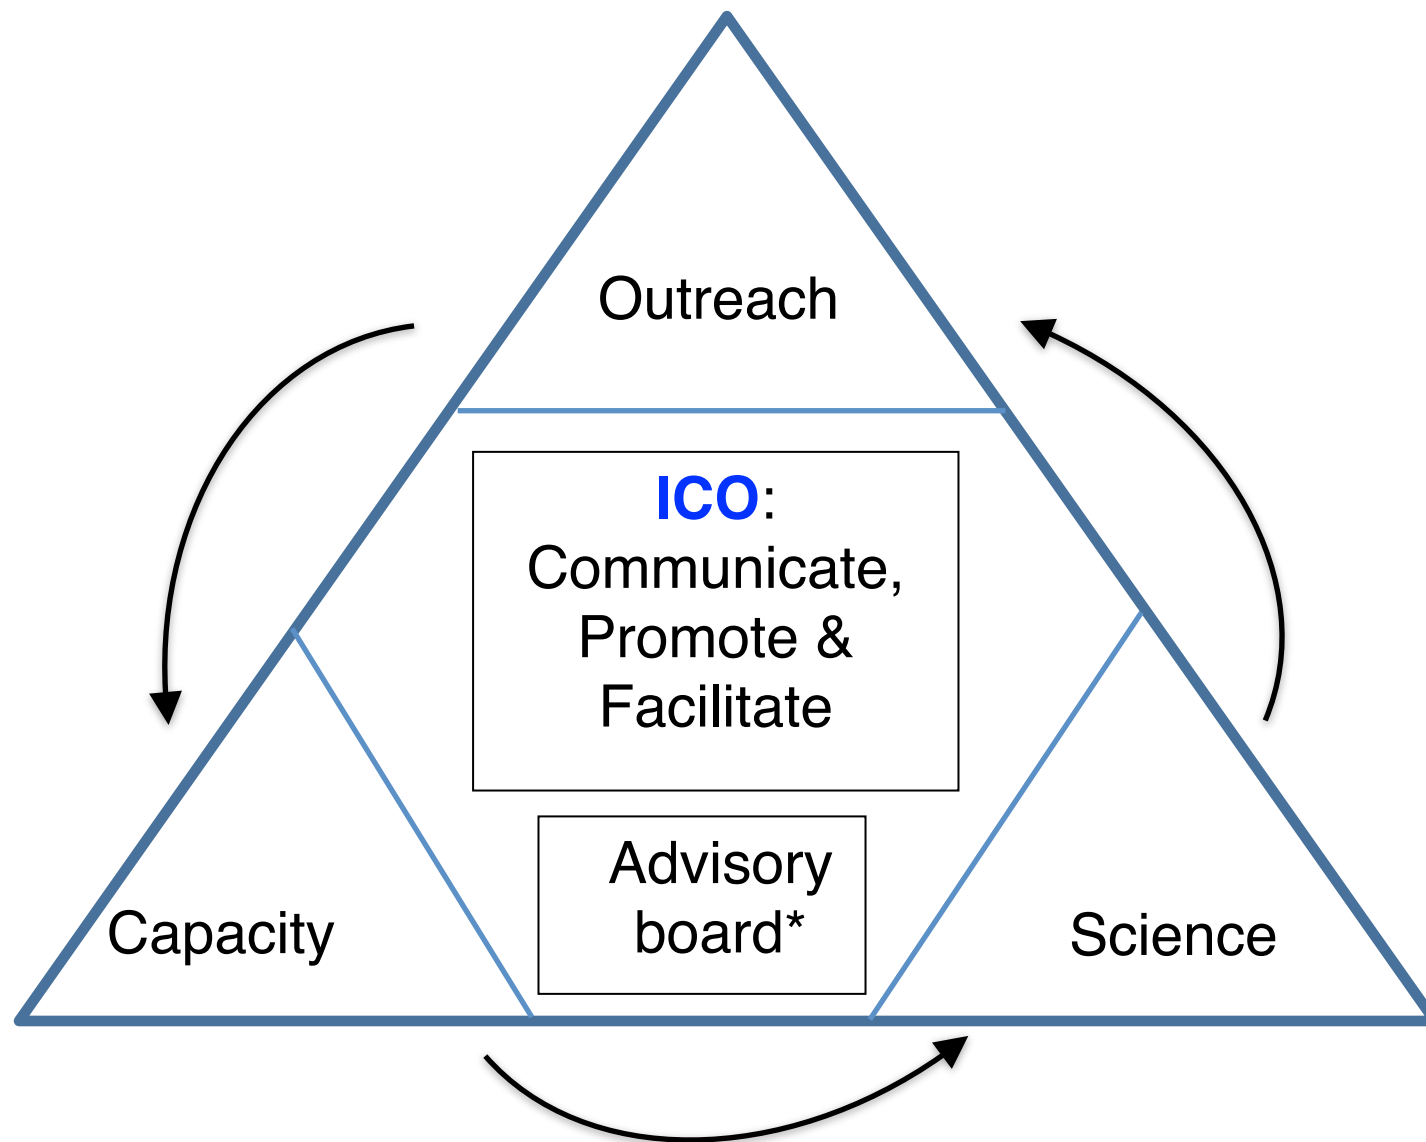 Outreach
ICO:
Communicate,
Promote &
Facilitate
Advisory
board*
Capacity
Science